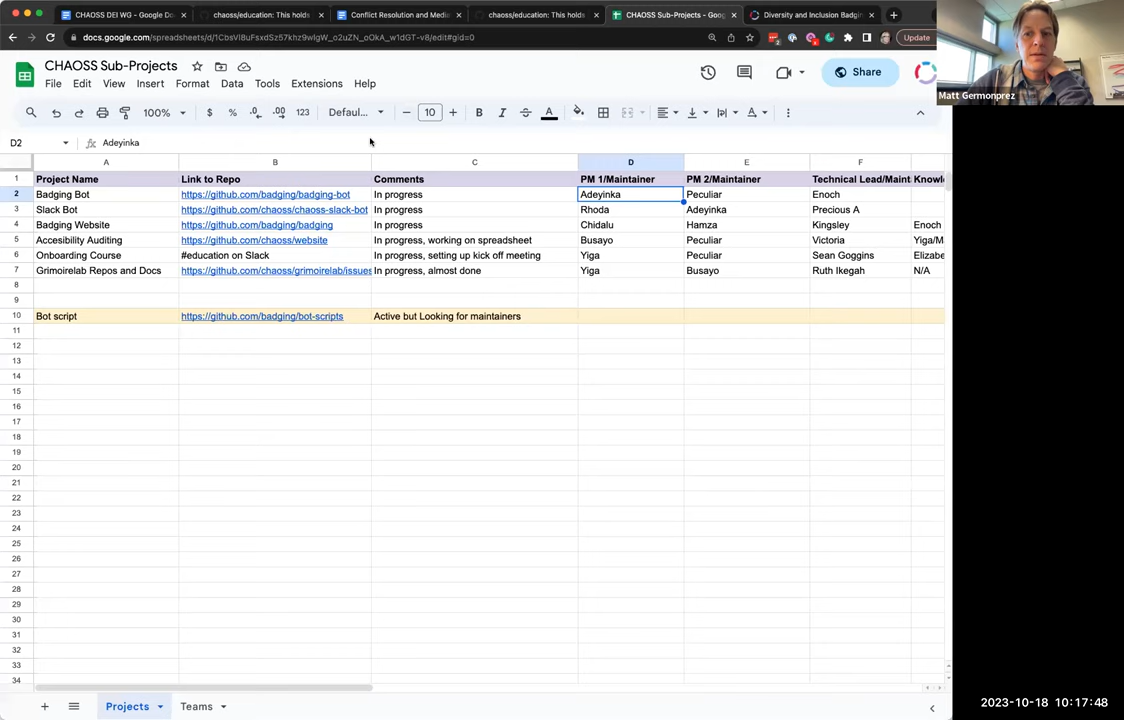 CHAOSS DEI WG - Google Do
chaoss/education: This holds
Conflict Resolution and Media
chaoss/education: This holds
CHAOSS Sub-Projects - Goog
Diversity and Inclusion Badgin
docs.google.com/spreadsheets/d/1CbsVl8uFsxdSz57khz9wlgW_o2uZN_oOkA_w1dGT-v8/edit#gid=0
Update
CHAOSS Sub-Projects
File Edit View Insert Format Data Tools Extensions Help
Share
Matt Germonprez
100% $ % .0 .00 123 Defaul... 10 B I S A
D2 fx Adeyinka
A B C D E F
1 Project Name Link to Repo Comments PM 1/Maintainer PM 2/Maintainer Technical Lead/Maint Knowl
2 Badging Bot https://github.com/badging/badging-bot In progress Adeyinka Peculiar Enoch
3 Slack Bot https://github.com/chaoss/chaoss-slack-bot In progress Rhoda Adeyinka Precious A
4 Badging Website https://github.com/badging/badging In progress Chidalu Hamza Kingsley Enoch
5 Accesibility Auditing https://github.com/chaoss/website In progress, working on spreadsheet Busayo Peculiar Victoria Yiga/M
6 Onboarding Course #education on Slack In progress, setting up kick off meeting Yiga Peculiar Sean Goggins Elizabe
7 Grimoirelab Repos and Docs https://github.com/chaoss/grimoirelab/issues In progress, almost done Yiga Busayo Ruth Ikegah N/A
8
9
10 Bot script https://github.com/badging/bot-scripts Active but Looking for maintainers
11
12
13
14
15
16
17
18
19
20
21
22
23
24
25
26
27
28
29
30
31
32
33
34
Projects Teams
2023-10-18 10:17:48